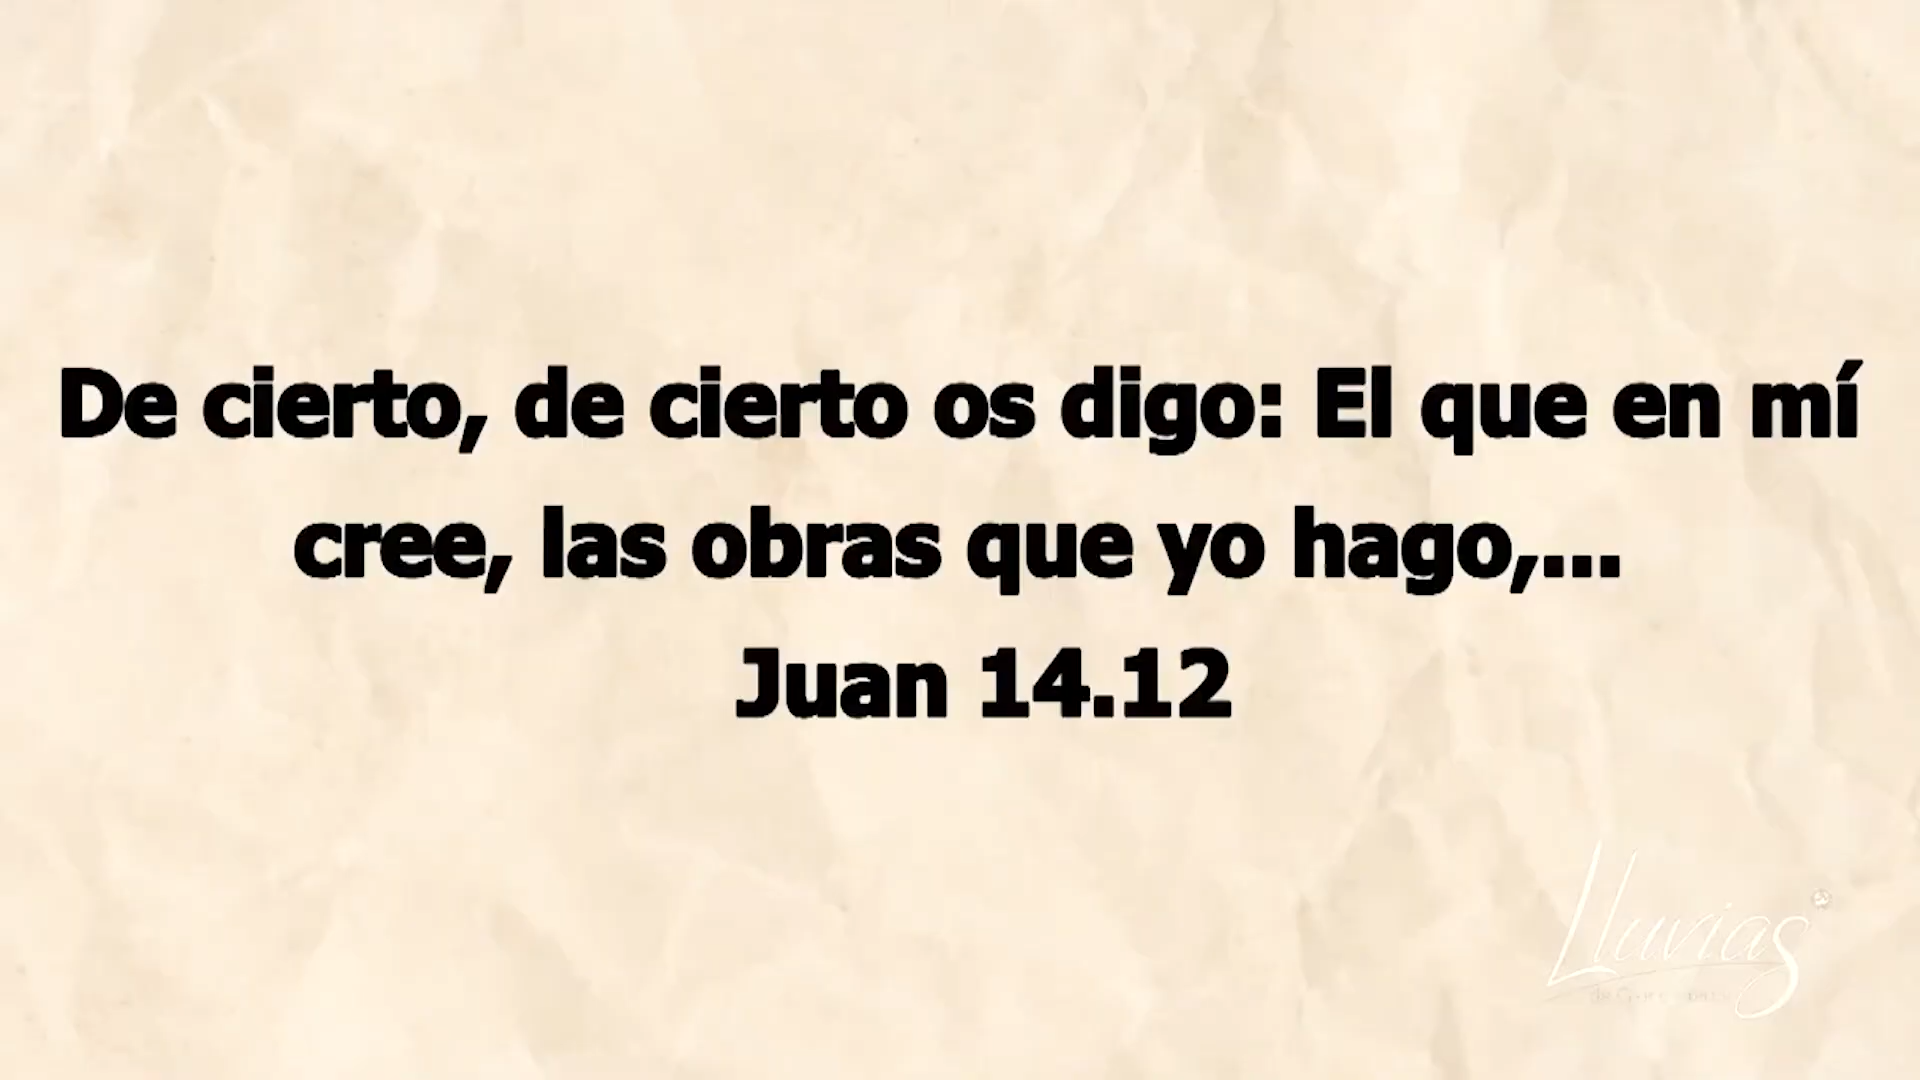 De cierto, de cierto os digo: El que en mí
cree, las obras que yo hago,...
Juan 14.12
Lluvias